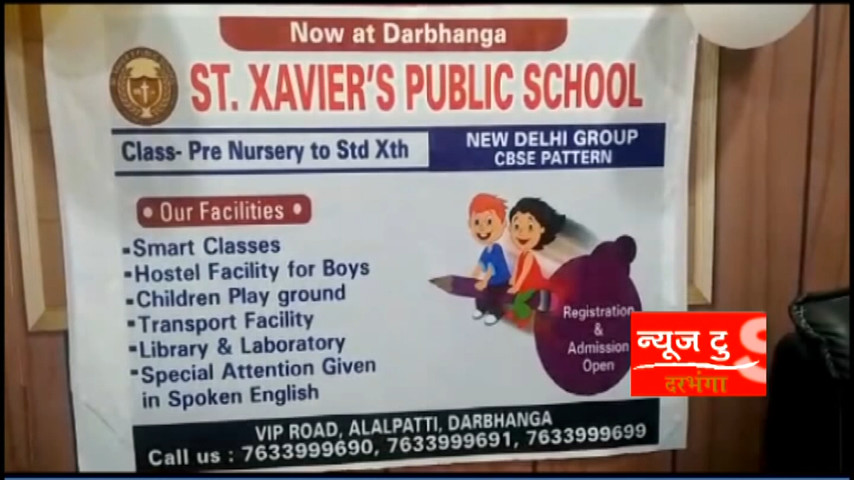 Now at Darbhanga
ST. XAVIER'S PUBLIC SCHOOL
Class- Pre Nursery to Std Xth
NEW DELHI GROUP
CBSE PATTERN
• Our Facilities •
Smart Classes
Hostel Facility for Boys
Children Play ground
Transport Facility
Library & Laboratory
Special Attention Given
in Spoken English
Registration
&
Admission
Open
न्यूज टु
दरभंगा
VIP ROAD, ALALPATTI, DARBHANGA
Call us : 7633999690, 7633999691, 7633999699